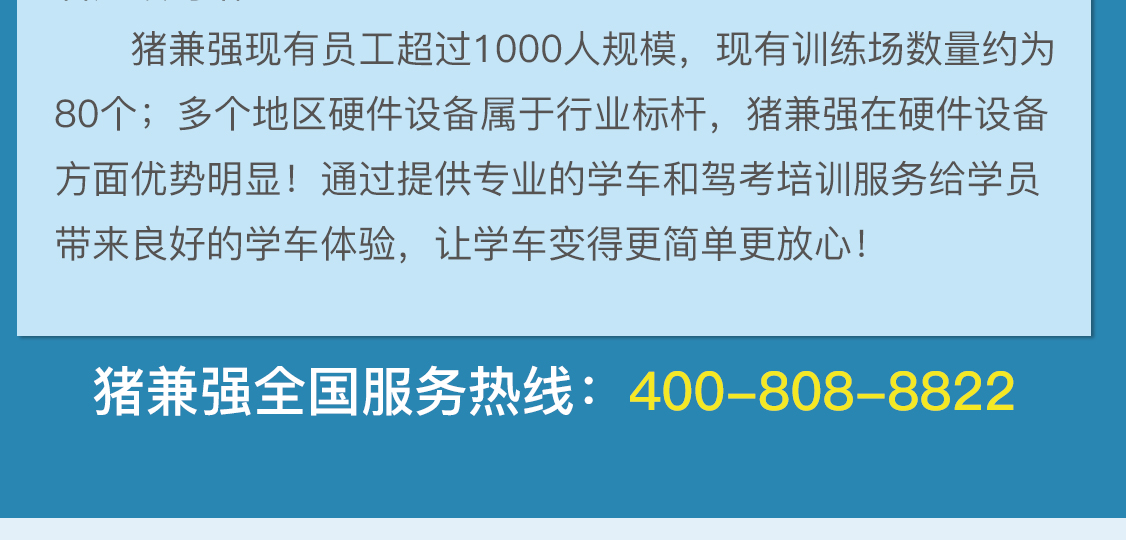 猪兼强现有员工超过1000人规模，现有训练场数量约为
80个；多个地区硬件设备属于行业标杆，猪兼强在硬件设备
方面优势明显！通过提供专业的学车和驾考培训服务给学员
带来良好的学车体验，让学车变得更简单更放心！
猪兼强全国服务热线：400-808-8822